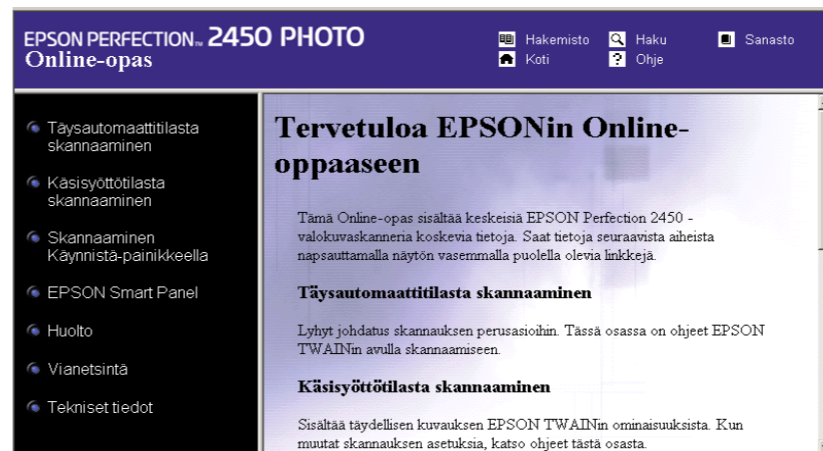 EPSON PERFECTION™ 2450 PHOTO
Online-opas
Hakemisto
Haku
Sanasto
Koti
Ohje
Täysautomaattitilasta
skannaaminen
Käsisyöttötilasta
skannaaminen
Skannaaminen
Käynnistä-painikkeella
EPSON Smart Panel
Huolto
Vianetsintä
Tekniset tiedot
Tervetuloa EPSONin Online-
oppaaseen
Tämä Online-opas sisältää keskeisiä EPSON Perfection 2450 -
valokuvaskanneria koskevia tietoja. Saat tietoja seuraavista aiheista
napsauttamalla näytön vasemmalla puolella olevia linkkejä.
Täysautomaattitilasta skannaaminen
Lyhyt johdatus skannauksen perusasioihin. Tässä osassa on ohjeet EPSON
TWAINin avulla skannaamiseen.
Käsisyöttötilasta skannaaminen
Sisältää täydellisen kuvauksen EPSON TWAINin ominaisuuksista. Kun
muutat skannauksen asetuksia, katso ohjeet tästä osasta.